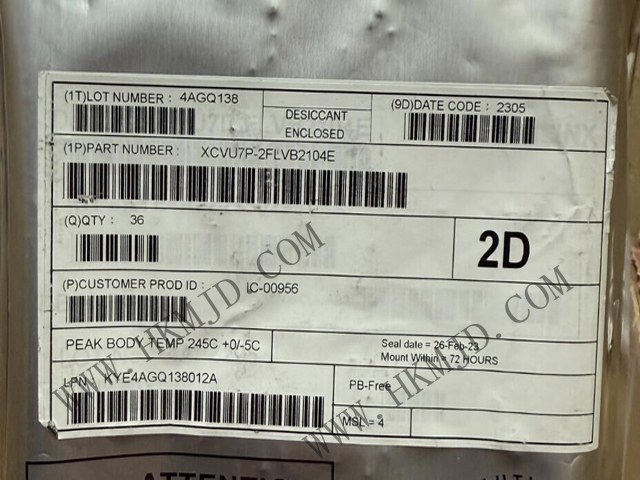 (1T)LOT NUMBER : 4AGQ138
DESICCANT
ENCLOSED
(9D)DATE CODE : 2305
(1P)PART NUMBER : XCVU7P-2FLVB2104E
(Q)QTY : 36
2D
(P)CUSTOMER PROD ID : IC-00956
PEAK BODY TEMP 245C +0/-5C
Seal date = 26-Feb-23
Mount Within = 72 HOURS
LPN: KYE4AGQ138012A
PB-Free
MSL = 4
WWW.HKMJD.COM
WWW.HKMJD.COM